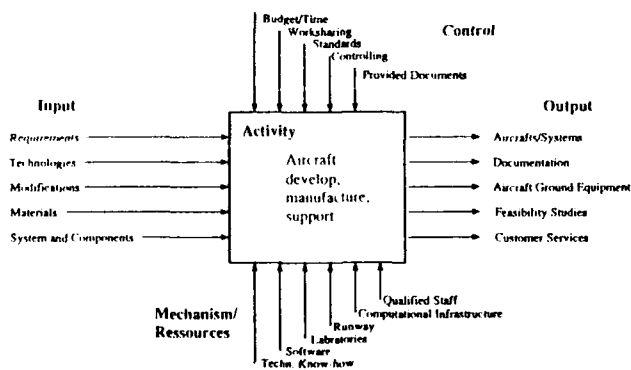 Budget/Time
Worksharing
Standards
Controlling
Provided Documents
Control
Input
Output
Requirements
Technologies
Modifications
Materials
System and Components
Activity
Aircraft
develop,
manufacture,
support
Aircrafts/Systems
Documentation
Aircraft Ground Equipment
Feasibility Studies
Customer Services
Mechanism/
Ressources
Qualified Staff
Computational Infrastructure
Runway
Labratories
Software
Techn. Know-how